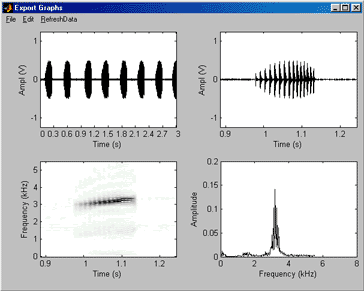 Export Graphs
File Edit RefreshData
1
0
-1
Ampl (V)
0 0.3 0.6 0.9 1.2 1.5 1.8 2.1 2.4 2.7 3
Time (s)
1
0
-1
Ampl (V)
0.9 1 1.1 1.2
Time (s)
5
4
3
2
1
0
Frequency (kHz)
0.9 1 1.1 1.2
Time (s)
0.2
0.15
0.1
0.05
0
Amplitude
0 2 4 6 8
Frequency (kHz)